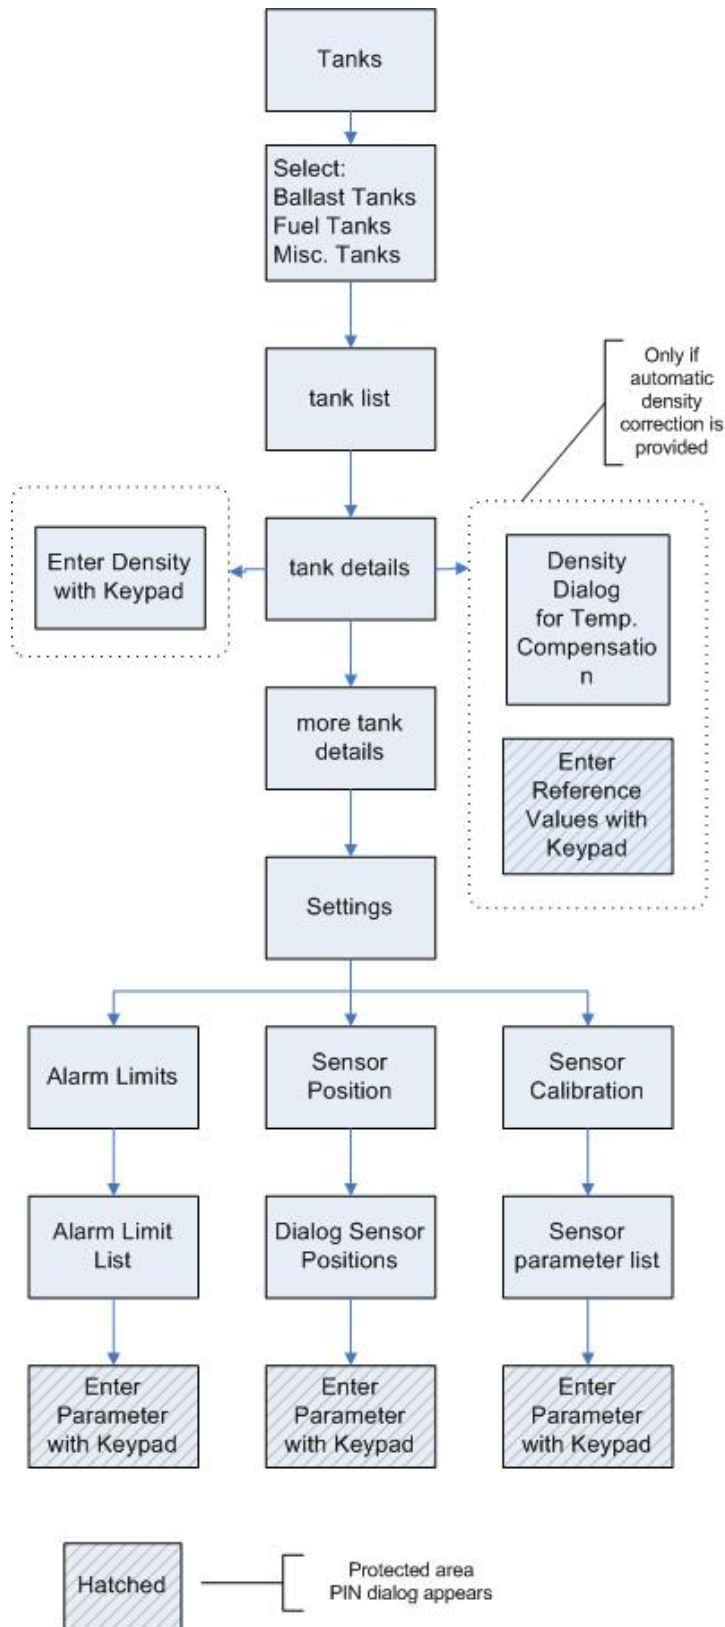 Tanks
Select:
Ballast Tanks
Fuel Tanks
Misc. Tanks
tank list
Only if
automatic
density
correction is
provided
Enter Density
with Keypad
tank details
Density
Dialog
for Temp.
Compensatio
n
more tank
details
Enter
Reference
Values with
Keypad
Settings
Alarm Limits
Sensor
Position
Sensor
Calibration
Alarm Limit
List
Dialog Sensor
Positions
Sensor
parameter list
Enter
Parameter
with Keypad
Enter
Parameter
with Keypad
Enter
Parameter
with Keypad
Hatched
Protected area
PIN dialog appears